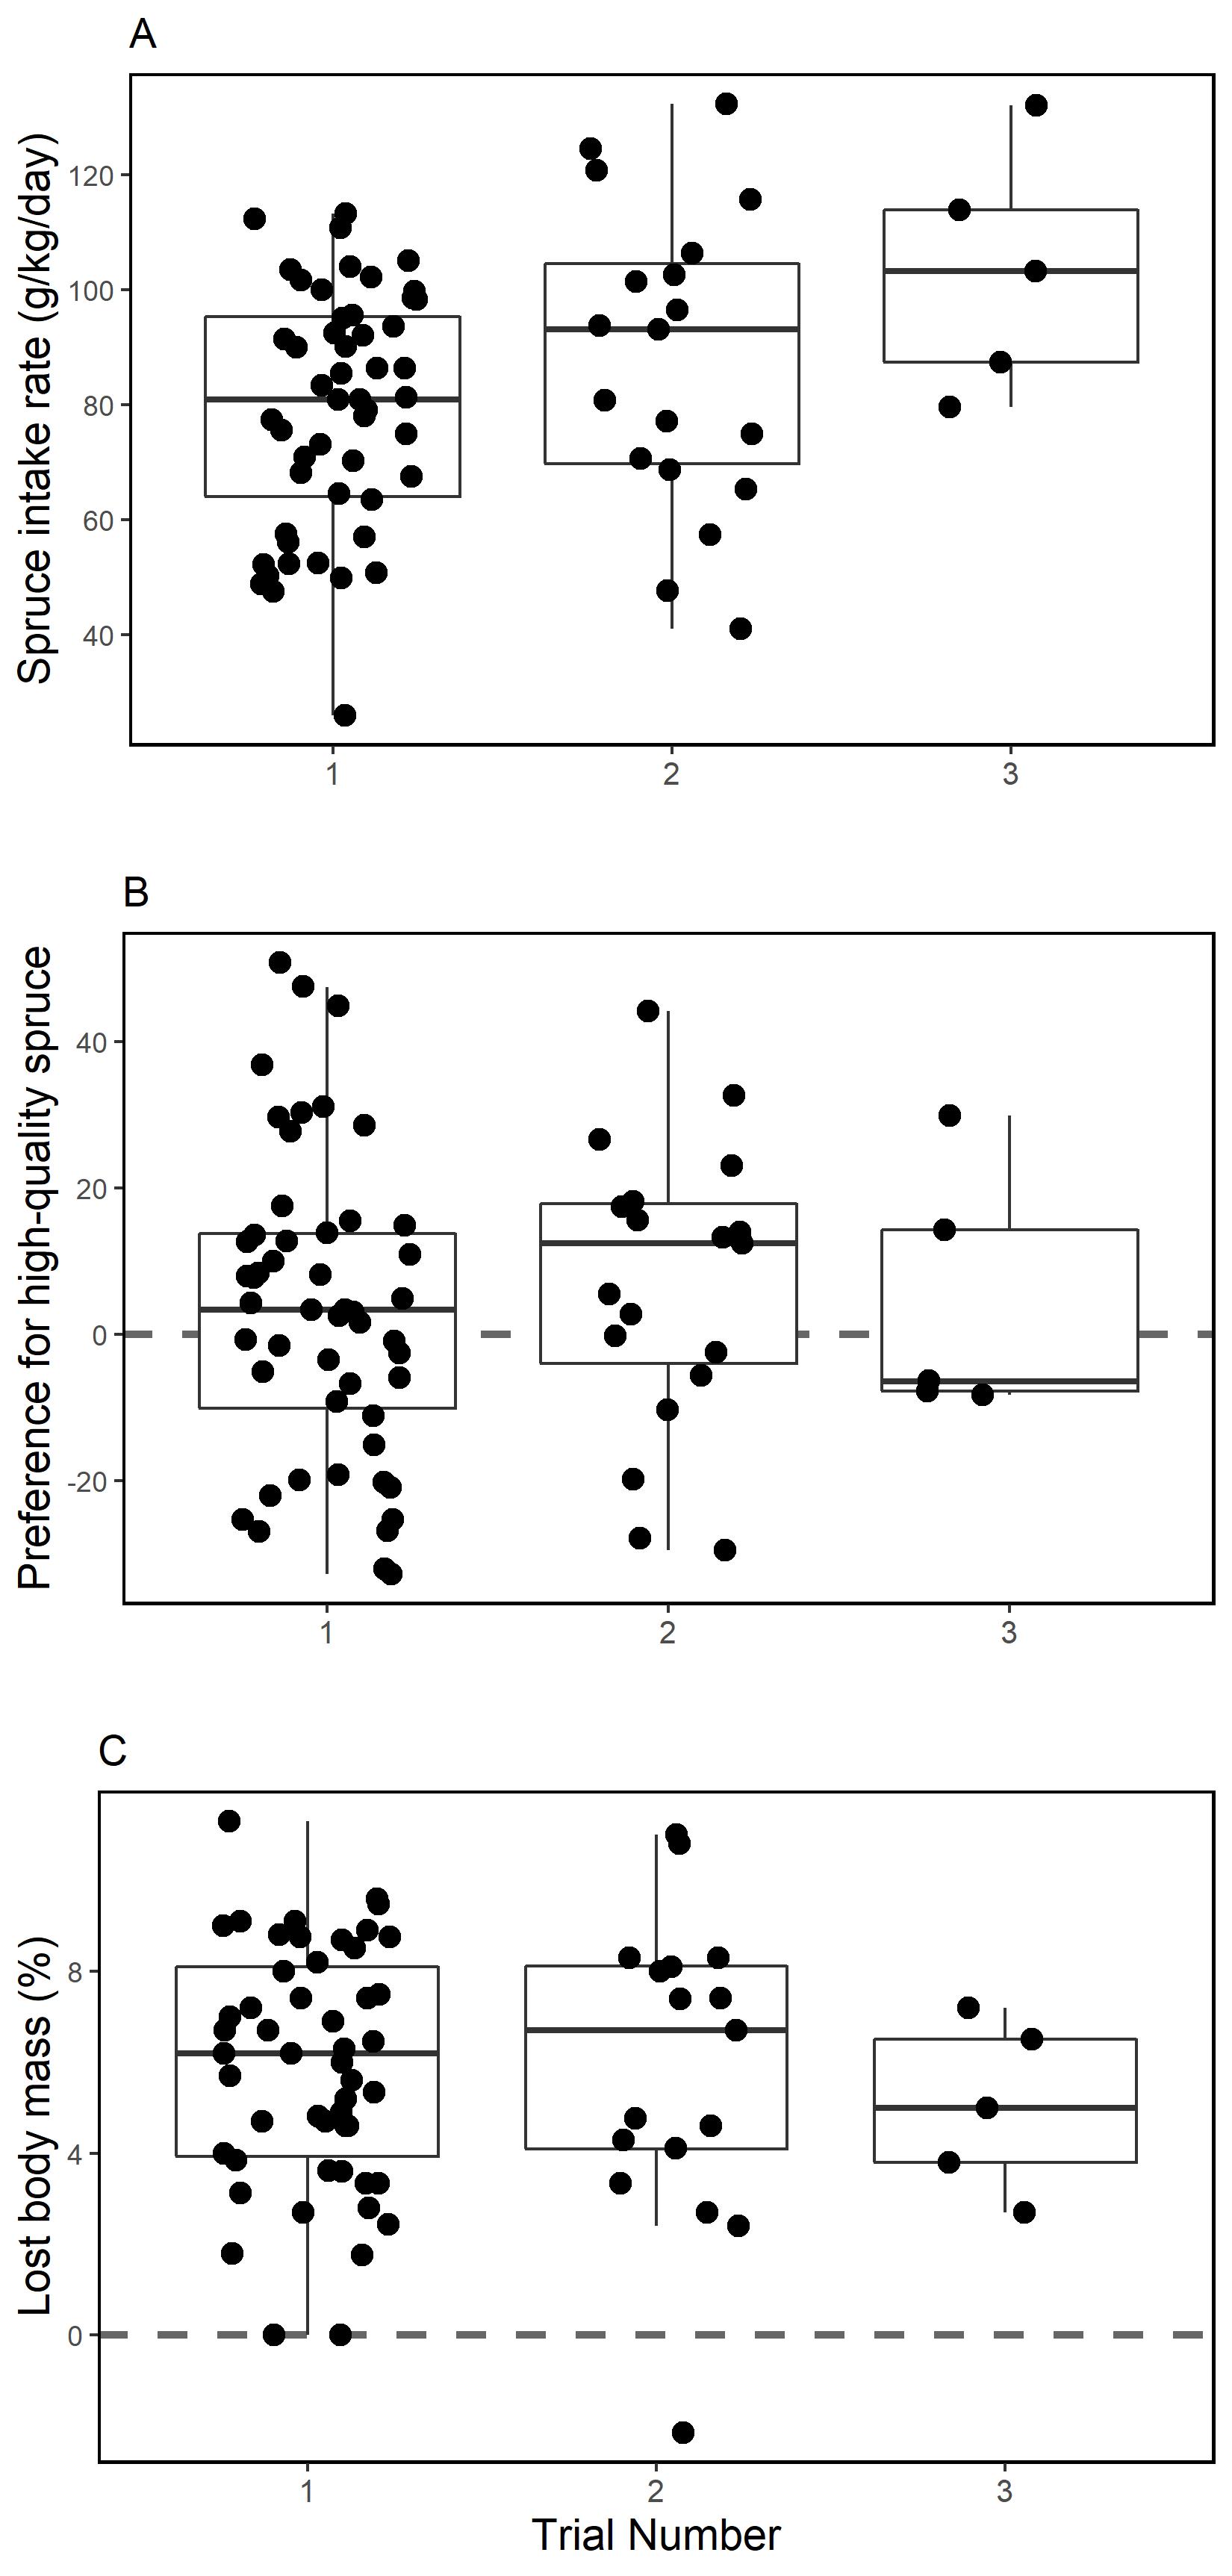 A
Spruce intake rate (g/kg/day)
120
100
80
60
40
1 2 3
B
Preference for high-quality spruce
40
20
0
-20
1 2 3
C
Lost body mass (%)
8
4
0
1 2 3
Trial Number